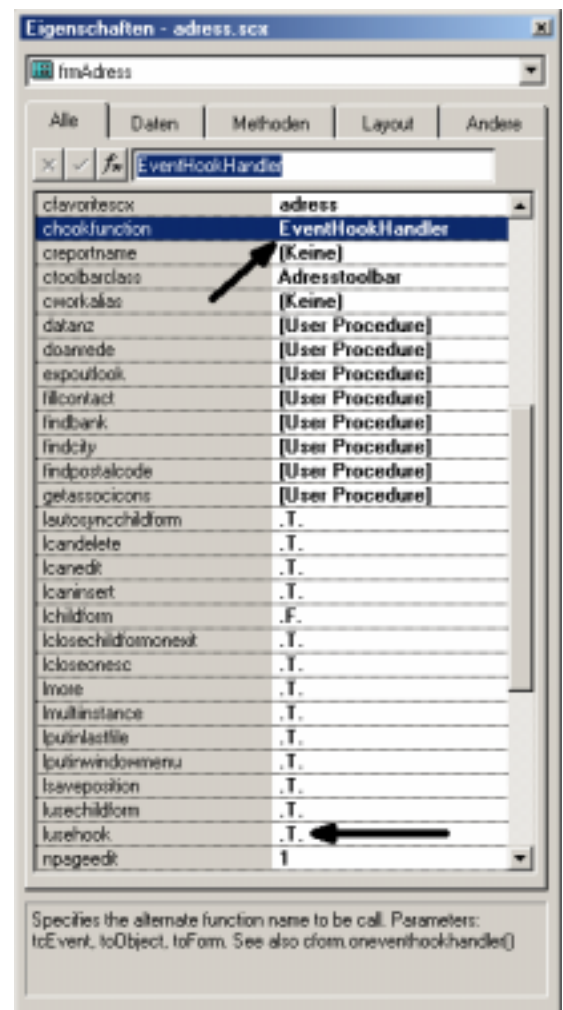 Eigenschaften - adress.scx
frmAdress
Alle Daten Methoden Layout Andere
EventHookHandler
cfavoritescx adress
chookfunction EventHookHandler
creportname (Keine)
ctoolbarclass Adresstoolbar
cworkalias (Keine)
datanz [User Procedure]
doanrede [User Procedure]
expoutlook [User Procedure]
fillcontact [User Procedure]
findbank [User Procedure]
findcity [User Procedure]
findpostalcode [User Procedure]
getassocicons [User Procedure]
lautosyncchildform .T.
lcandelete .T.
lcanedit .T.
lcaninsert .T.
lchildform .F.
lclosechildformonexit .T.
lcloseonesc .T.
lmore .T.
lmultiinstance .T.
lputinlastfile .T.
lputinwindowmenu .T.
lsaveposition .T.
lusechildform .T.
lusehook .T.
npageedit 1
Specifies the alternate function name to be call. Parameters:
tcEvent, toObject, toForm. See also cform.oneventhookhandler()